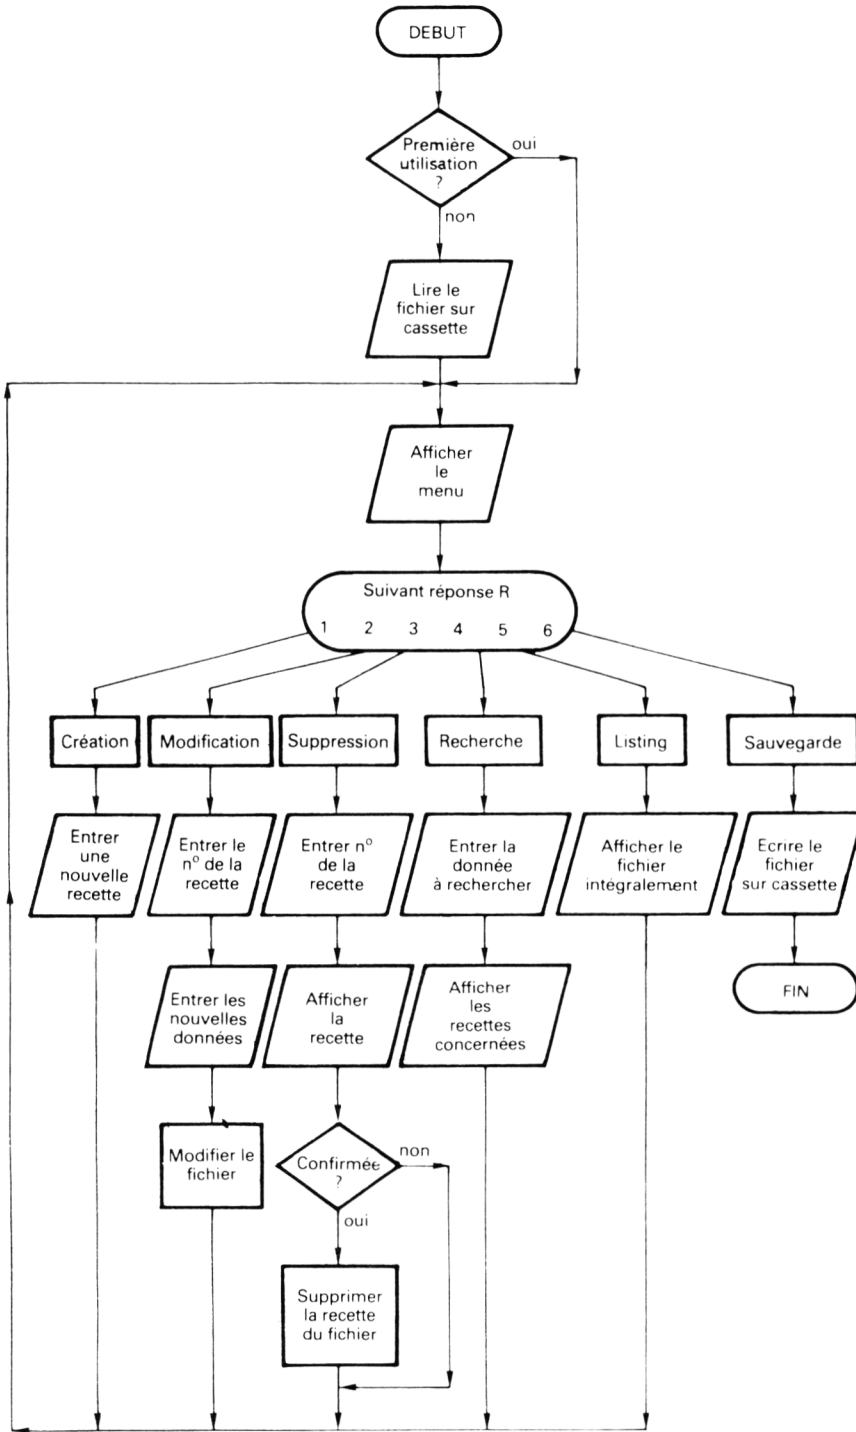 DEBUT
Première
utilisation
?
oui
non
Lire le
fichier sur
cassette
Afficher
le
menu
Suivant réponse R
1 2 3 4 5 6
Création
Modification
Suppression
Recherche
Listing
Sauvegarde
Entrer
une
nouvelle
recette
Entrer le
n° de la
recette
Entrer n°
de la
recette
Entrer la
donnée
à rechercher
Afficher le
fichier
intégralement
Ecrire le
fichier
sur cassette
Entrer les
nouvelles
données
Afficher
la
recette
Afficher
les
recettes
concernées
FIN
Modifier le
fichier
Confirmée
?
non
oui
Supprimer
la recette
du fichier